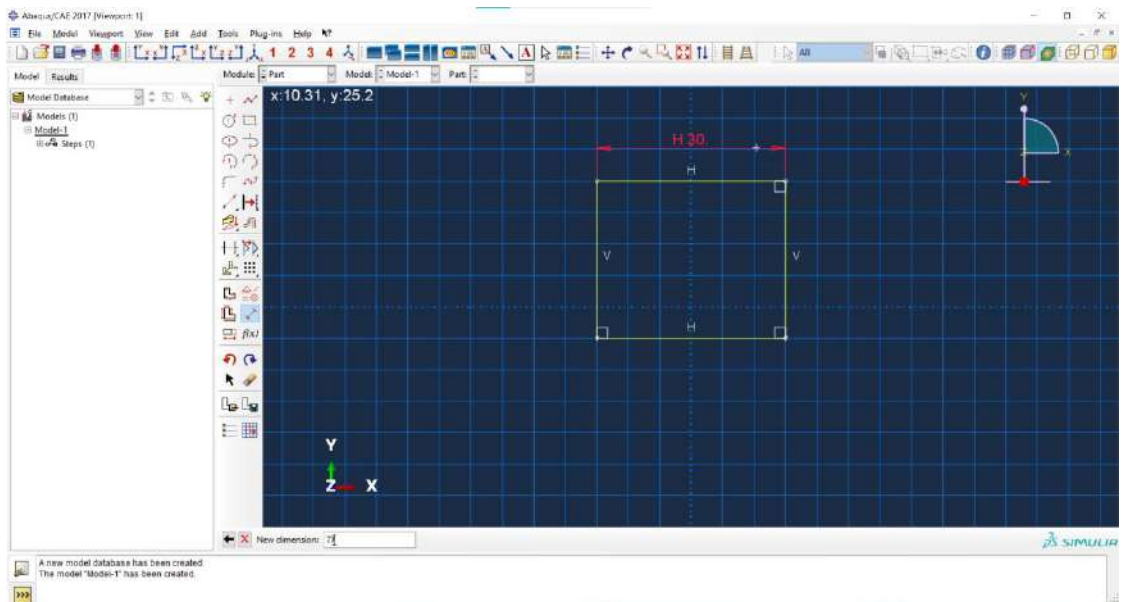 Abaqus/CAE 2017 [Viewport: 1]
File Model Viewport View Edit Add Tools Plug-ins Help
1 2 3 4 A All
Model Results
Module: Part Model: Model-1 Part:
Model Database
Models (1)
Model-1
Steps (1)
x:10.31, y:25.2
H 30.
H
V V
H
Y
X
Y
Z X
f(x)
New dimension:
SIMULIA
A new model database has been created.
The model "Model-1" has been created.
>>>